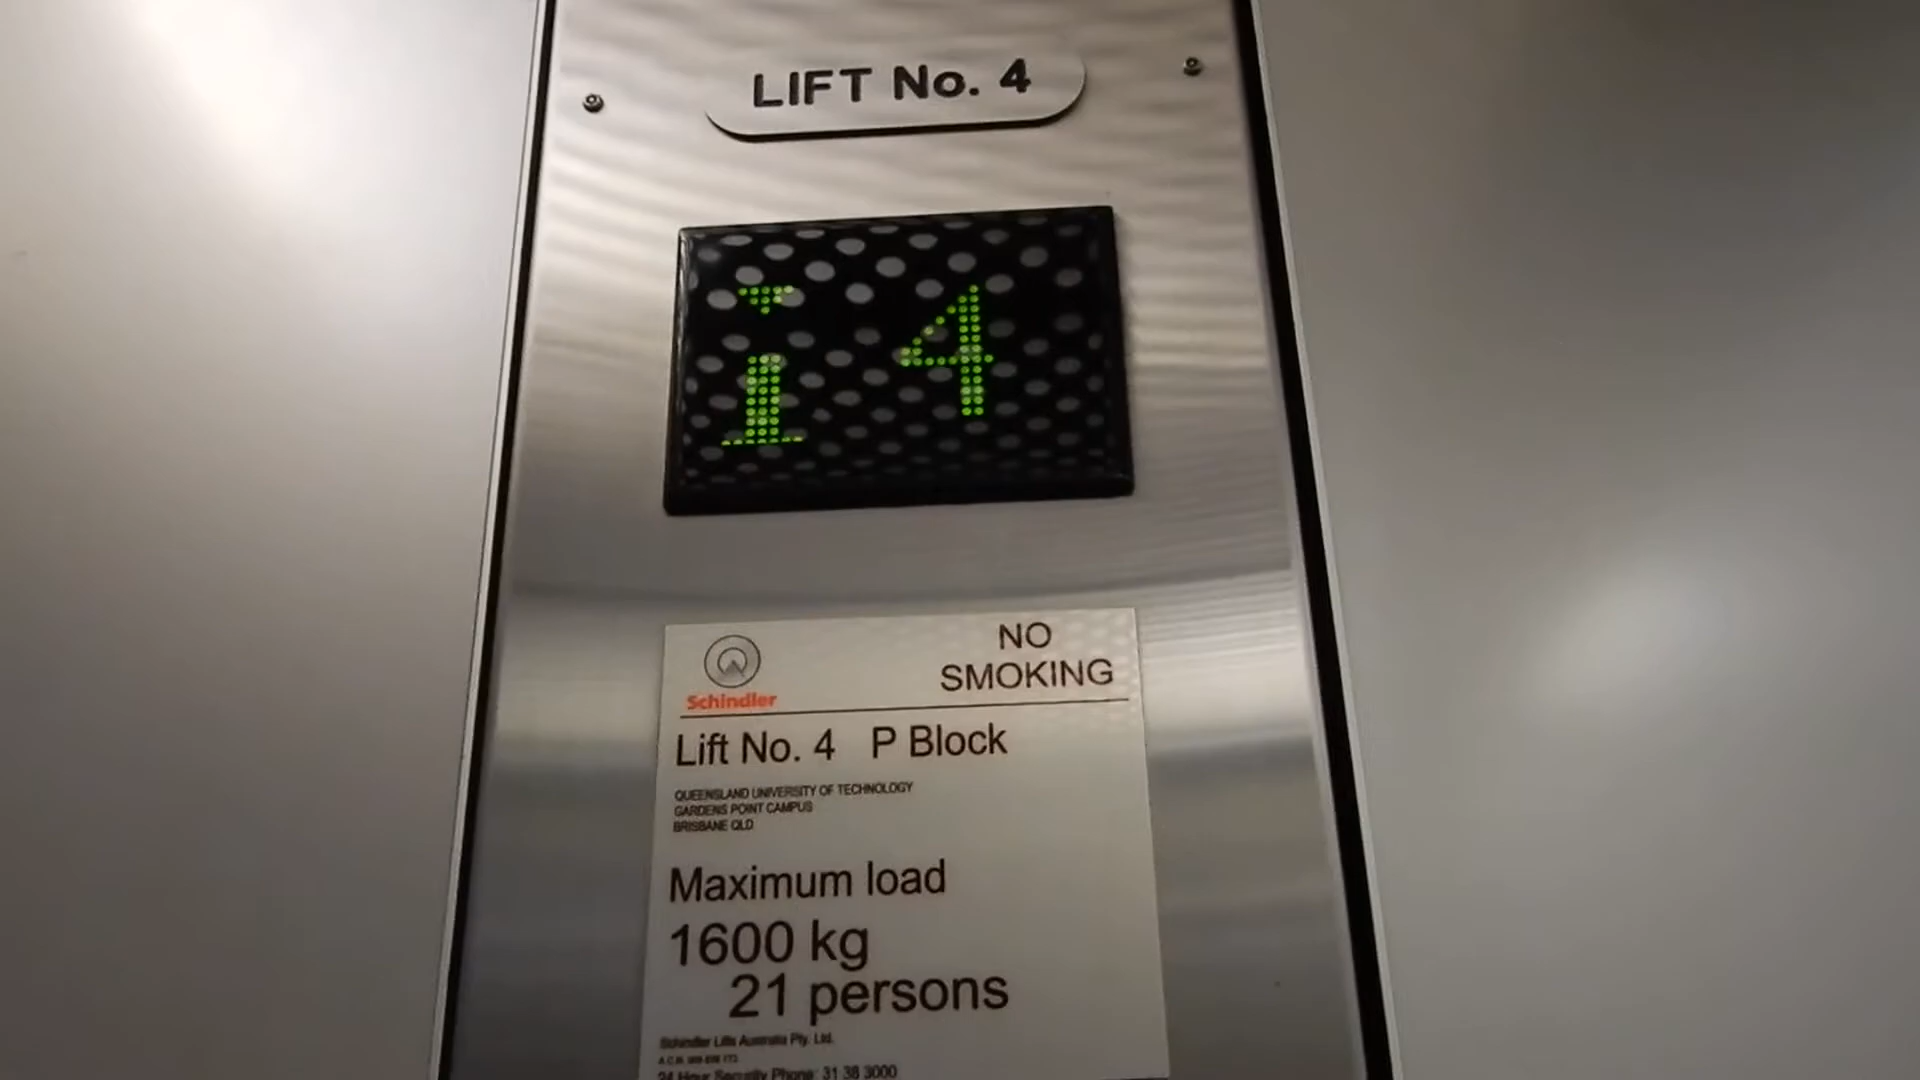 LIFT No. 4
4
Schindler
NO
SMOKING
Lift No. 4 P Block
QUEENSLAND UNIVERSITY OF TECHNOLOGY
GARDENS POINT CAMPUS
BRISBANE QLD
Maximum load
1600 kg
21 persons
Schindler Lifts Australia Pty. Ltd.
24 Hour Security Phone: 31 38 3000